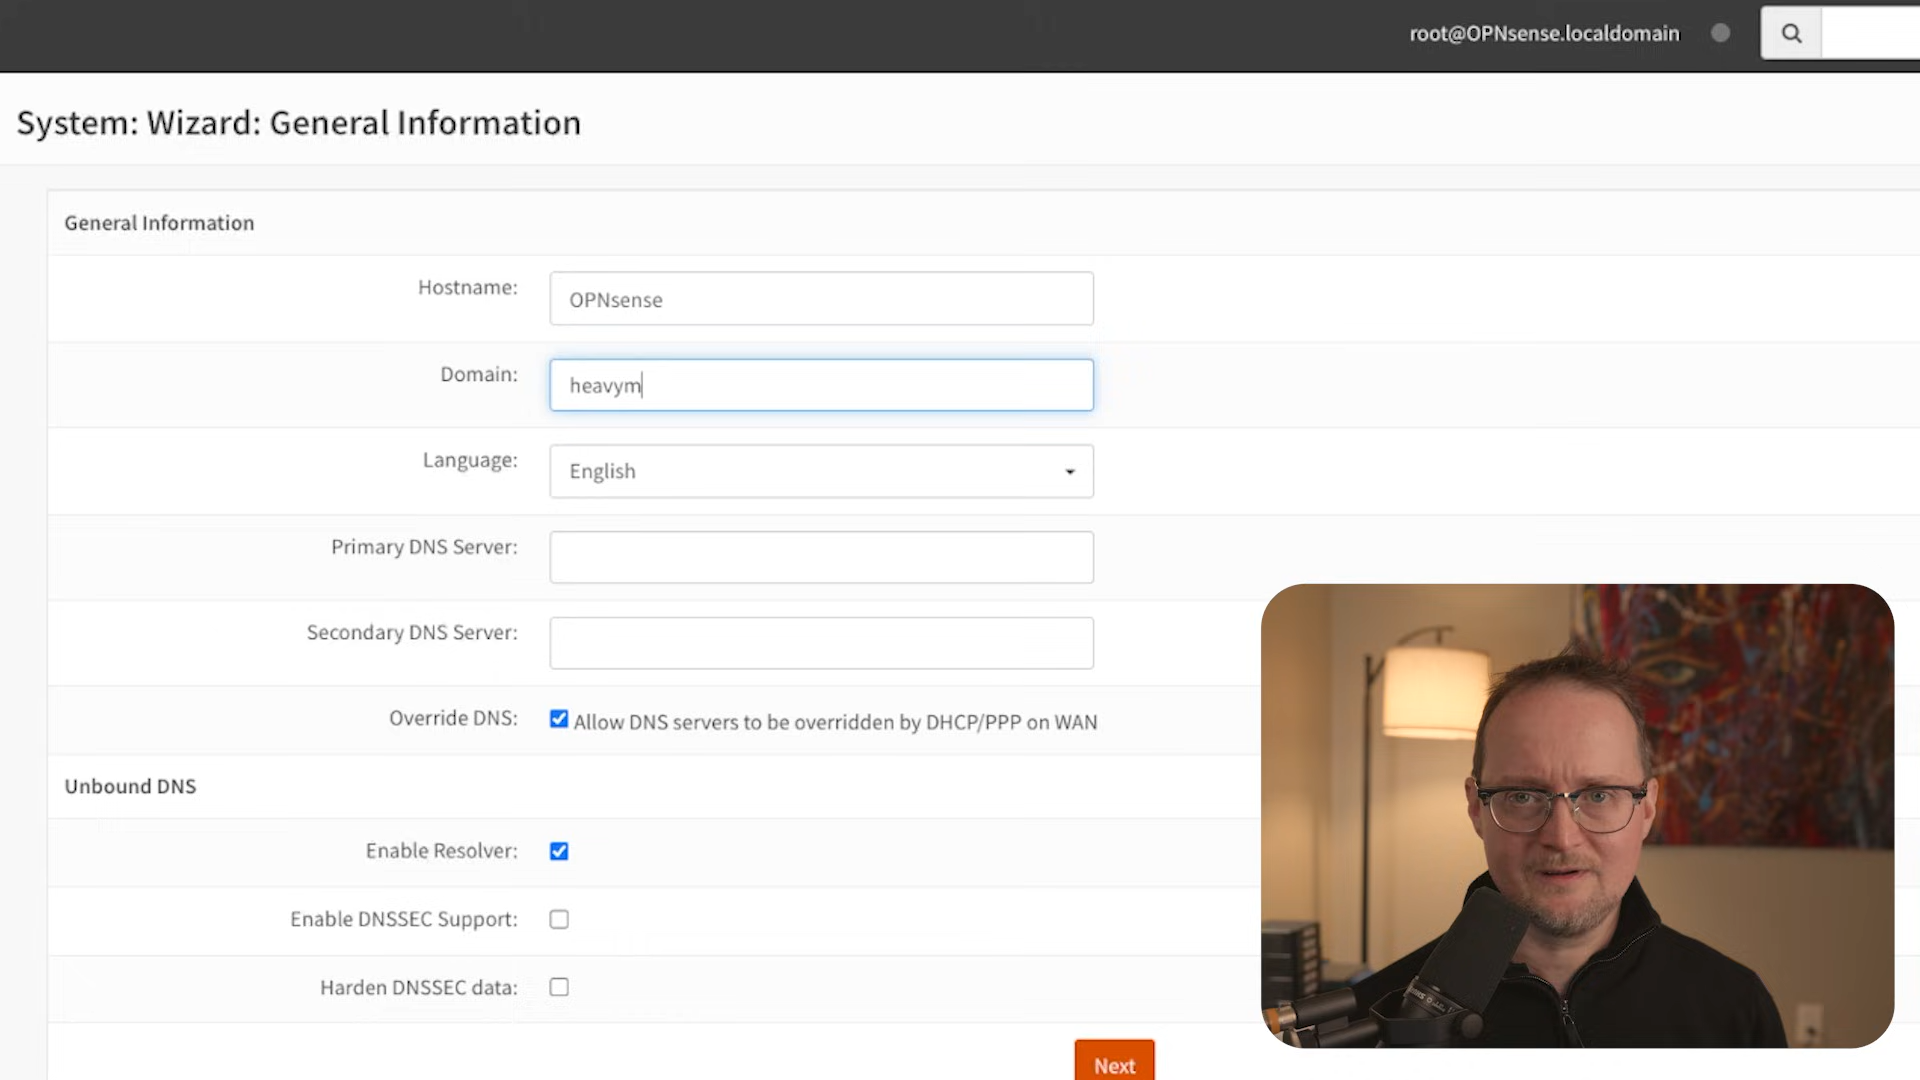 root@OPNsense.localdomain
System: Wizard: General Information
General Information
Hostname:
OPNsense
Domain:
heavym
Language:
English
Primary DNS Server:
Secondary DNS Server:
Override DNS:
Allow DNS servers to be overridden by DHCP/PPP on WAN
Unbound DNS
Enable Resolver:
Enable DNSSEC Support:
Harden DNSSEC data:
Next